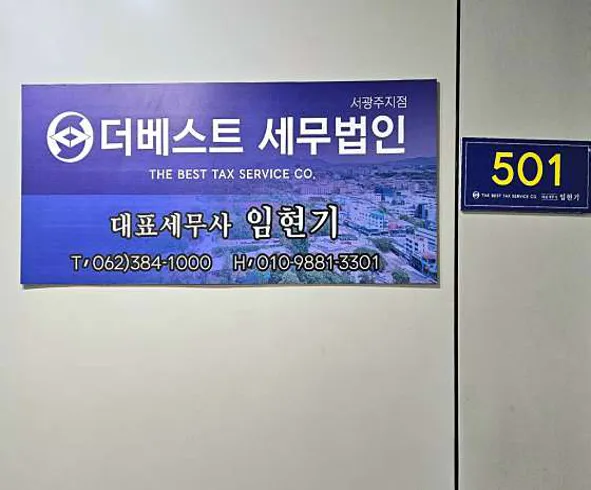 서광주지점
더베스트 세무법인
THE BEST TAX SERVICE CO.
대표세무사 임현기
T, 062)384-1000 H, 010-9881-3301
501
THE BEST TAX SERVICE CO. 임현기